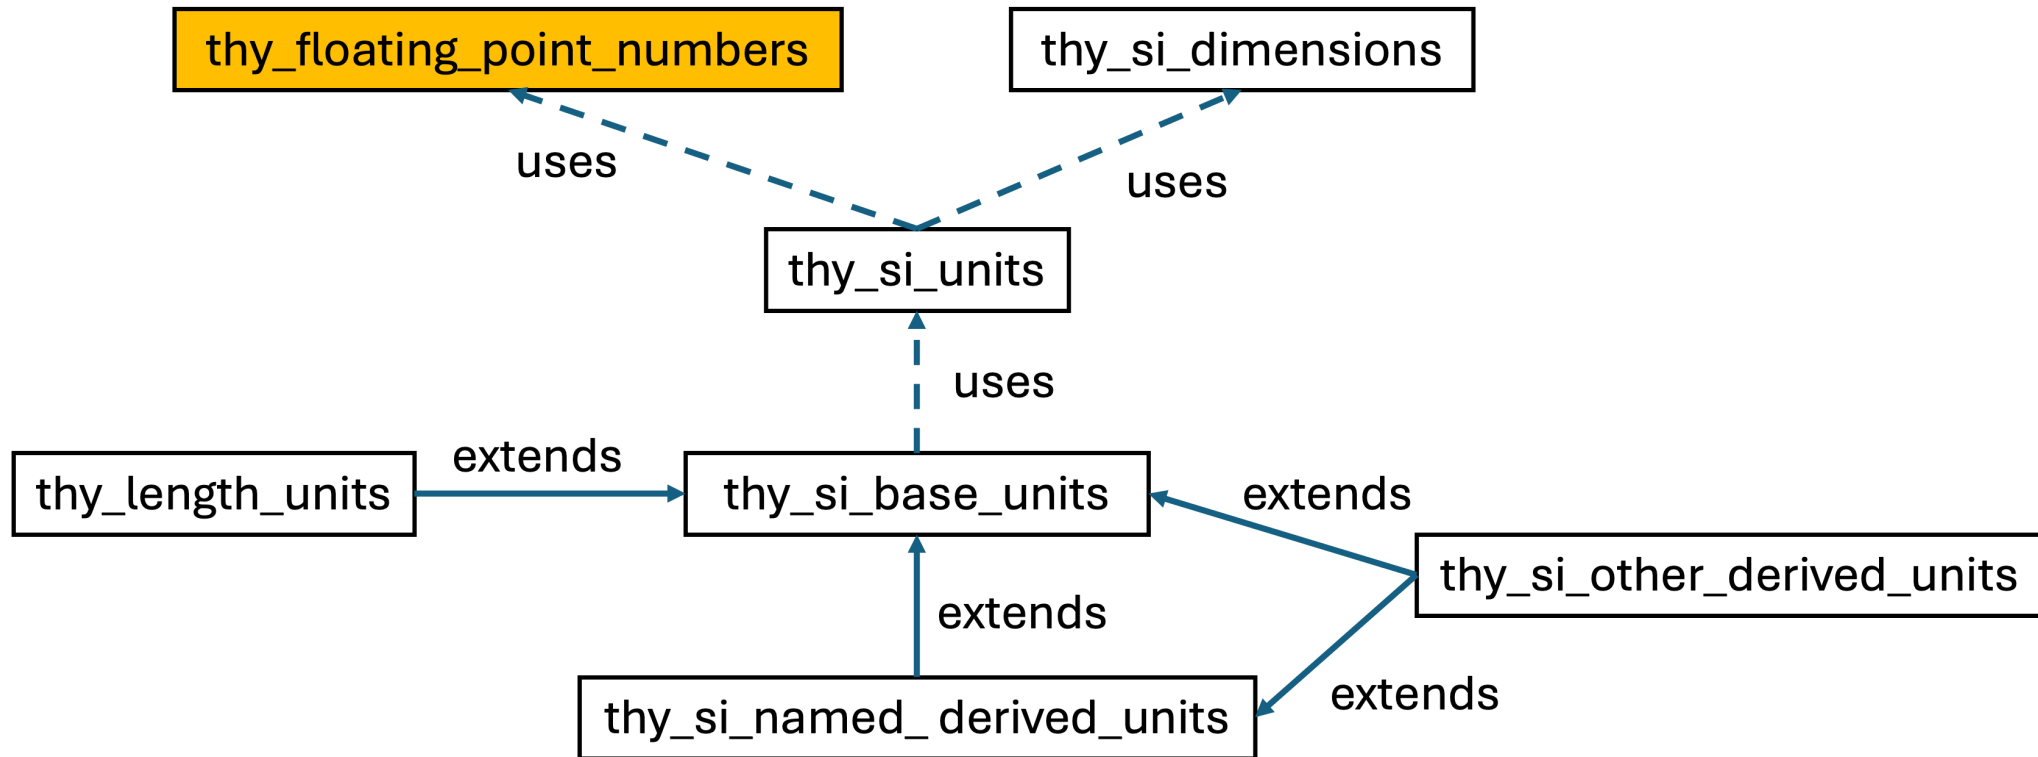 thy_floating_point_numbers
thy_si_dimensions
uses
uses
thy_si_units
uses
extends
thy_length_units
thy_si_base_units
extends
thy_si_other_derived_units
extends
extends
thy_si_named_ derived_units